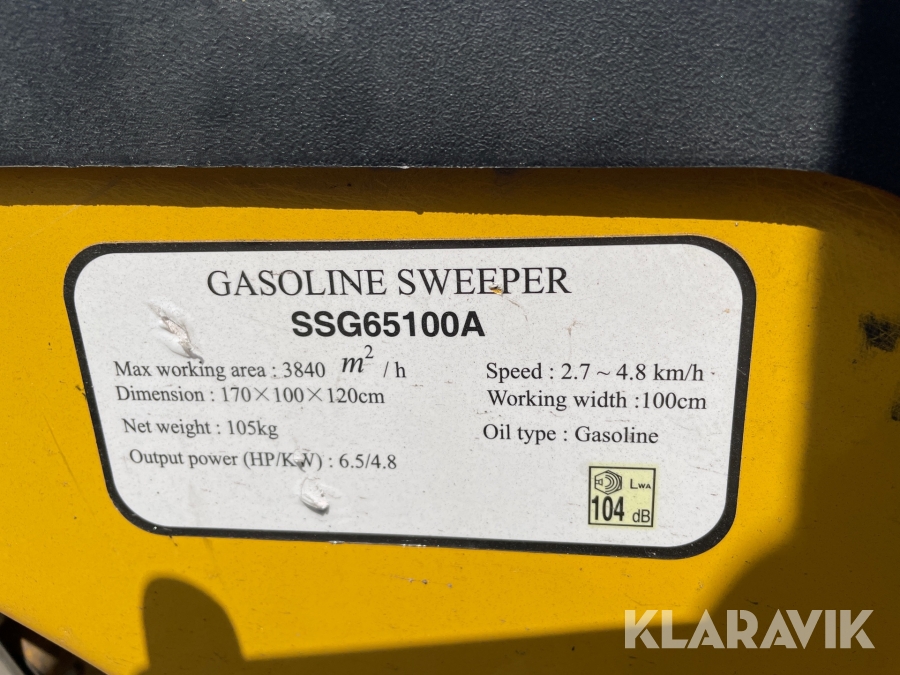 GASOLINE SWEEPER
SSG65100A
Max working area : 3840 m² / h
Dimension : 170×100×120cm
Net weight : 105kg
Output power (HP/KW) : 6.5/4.8
Speed : 2.7 ~ 4.8 km/h
Working width :100cm
Oil type : Gasoline
LWA
104 dB
KLARAVIK